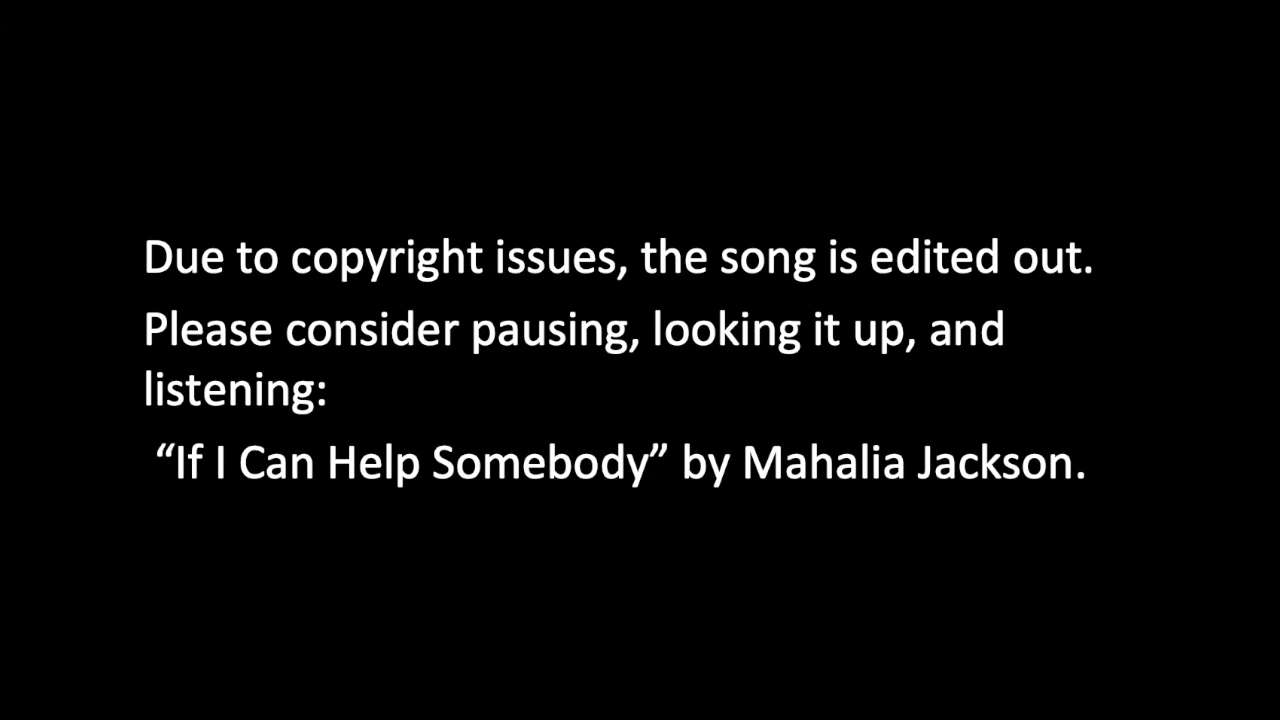 Due to copyright issues, the song is edited out.
Please consider pausing, looking it up, and
listening:
“If I Can Help Somebody” by Mahalia Jackson.